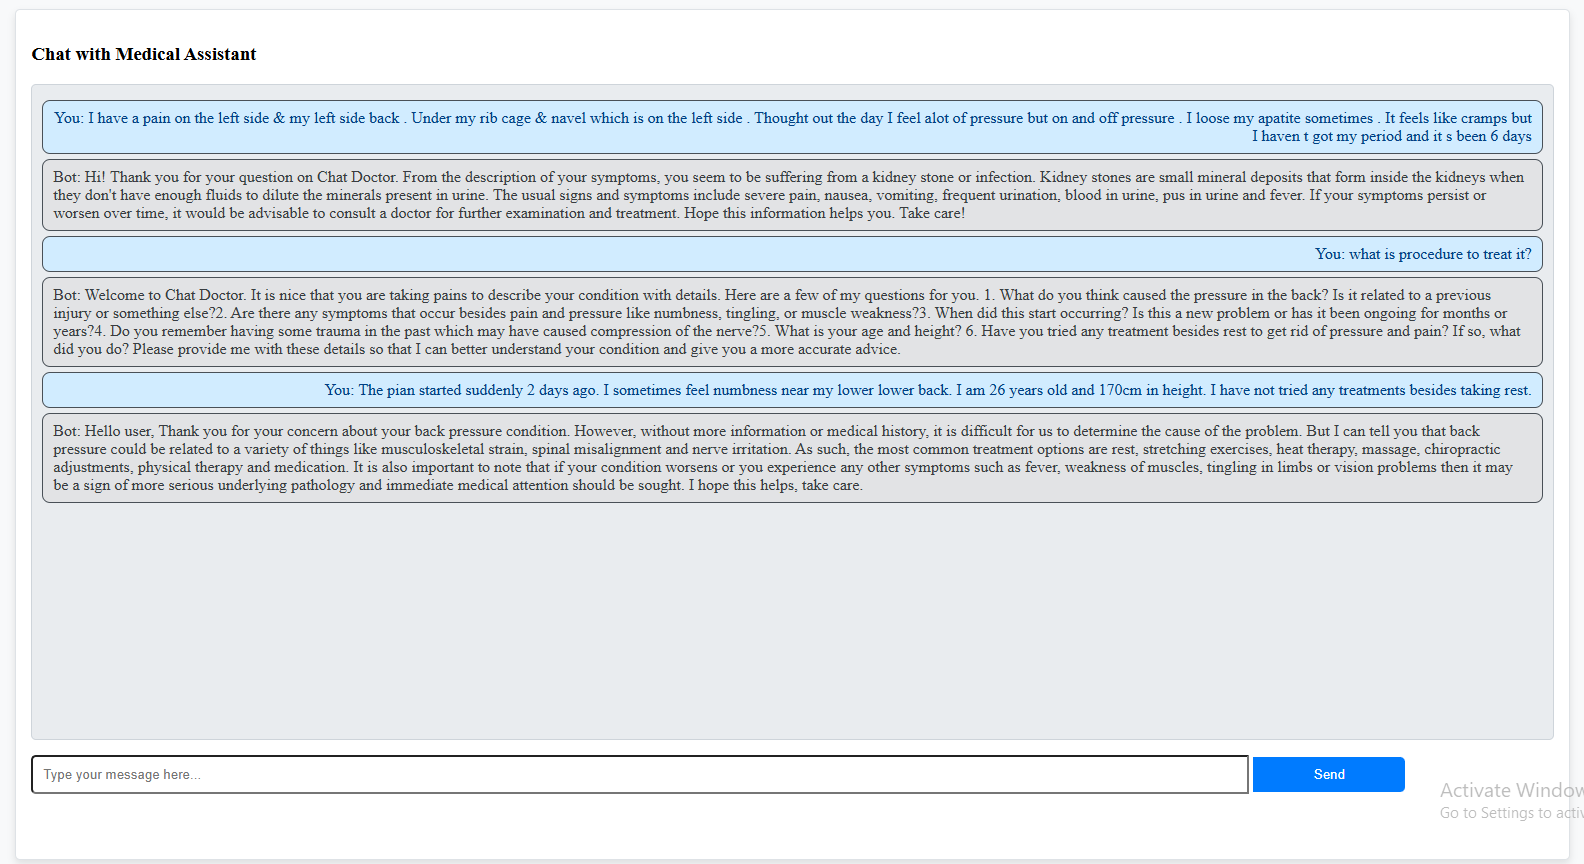 Chat with Medical Assistant
You: I have a pain on the left side & my left side back . Under my rib cage & navel which is on the left side . Thought out the day I feel alot of pressure but on and off pressure . I loose my apatite sometimes . It feels like cramps but
I haven t got my period and it s been 6 days
Bot: Hi! Thank you for your question on Chat Doctor. From the description of your symptoms, you seem to be suffering from a kidney stone or infection. Kidney stones are small mineral deposits that form inside the kidneys when
they don't have enough fluids to dilute the minerals present in urine. The usual signs and symptoms include severe pain, nausea, vomiting, frequent urination, blood in urine, pus in urine and fever. If your symptoms persist or
worsen over time, it would be advisable to consult a doctor for further examination and treatment. Hope this information helps you. Take care!
You: what is procedure to treat it?
Bot: Welcome to Chat Doctor. It is nice that you are taking pains to describe your condition with details. Here are a few of my questions for you. 1. What do you think caused the pressure in the back? Is it related to a previous
injury or something else?2. Are there any symptoms that occur besides pain and pressure like numbness, tingling, or muscle weakness?3. When did this start occurring? Is this a new problem or has it been ongoing for months or
years?4. Do you remember having some trauma in the past which may have caused compression of the nerve?5. What is your age and height? 6. Have you tried any treatment besides rest to get rid of pressure and pain? If so, what
did you do? Please provide me with these details so that I can better understand your condition and give you a more accurate advice.
You: The pian started suddenly 2 days ago. I sometimes feel numbness near my lower lower back. I am 26 years old and 170cm in height. I have not tried any treatments besides taking rest.
Bot: Hello user, Thank you for your concern about your back pressure condition. However, without more information or medical history, it is difficult for us to determine the cause of the problem. But I can tell you that back
pressure could be related to a variety of things like musculoskeletal strain, spinal misalignment and nerve irritation. As such, the most common treatment options are rest, stretching exercises, heat therapy, massage, chiropractic
adjustments, physical therapy and medication. It is also important to note that if your condition worsens or you experience any other symptoms such as fever, weakness of muscles, tingling in limbs or vision problems then it may
be a sign of more serious underlying pathology and immediate medical attention should be sought. I hope this helps, take care.
Type your message here...
Send
Activate Window
Go to Settings to activ